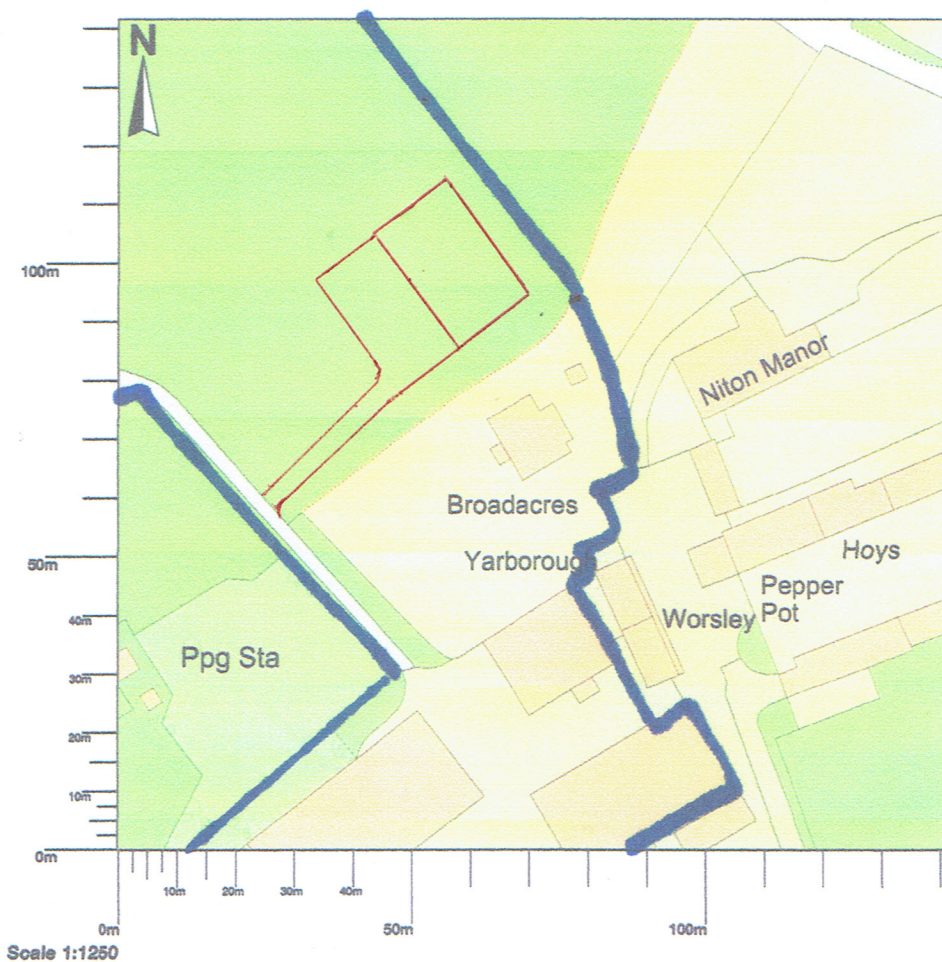 N
100m
Niton Manor
Broadacres
50m
Yarborough
Hoys
Pepper
Pot
40m
Worsley
Ppg Sta
30m
20m
10m
0m
10m
20m
30m
40m
0m
50m
100m
Scale 1:1250